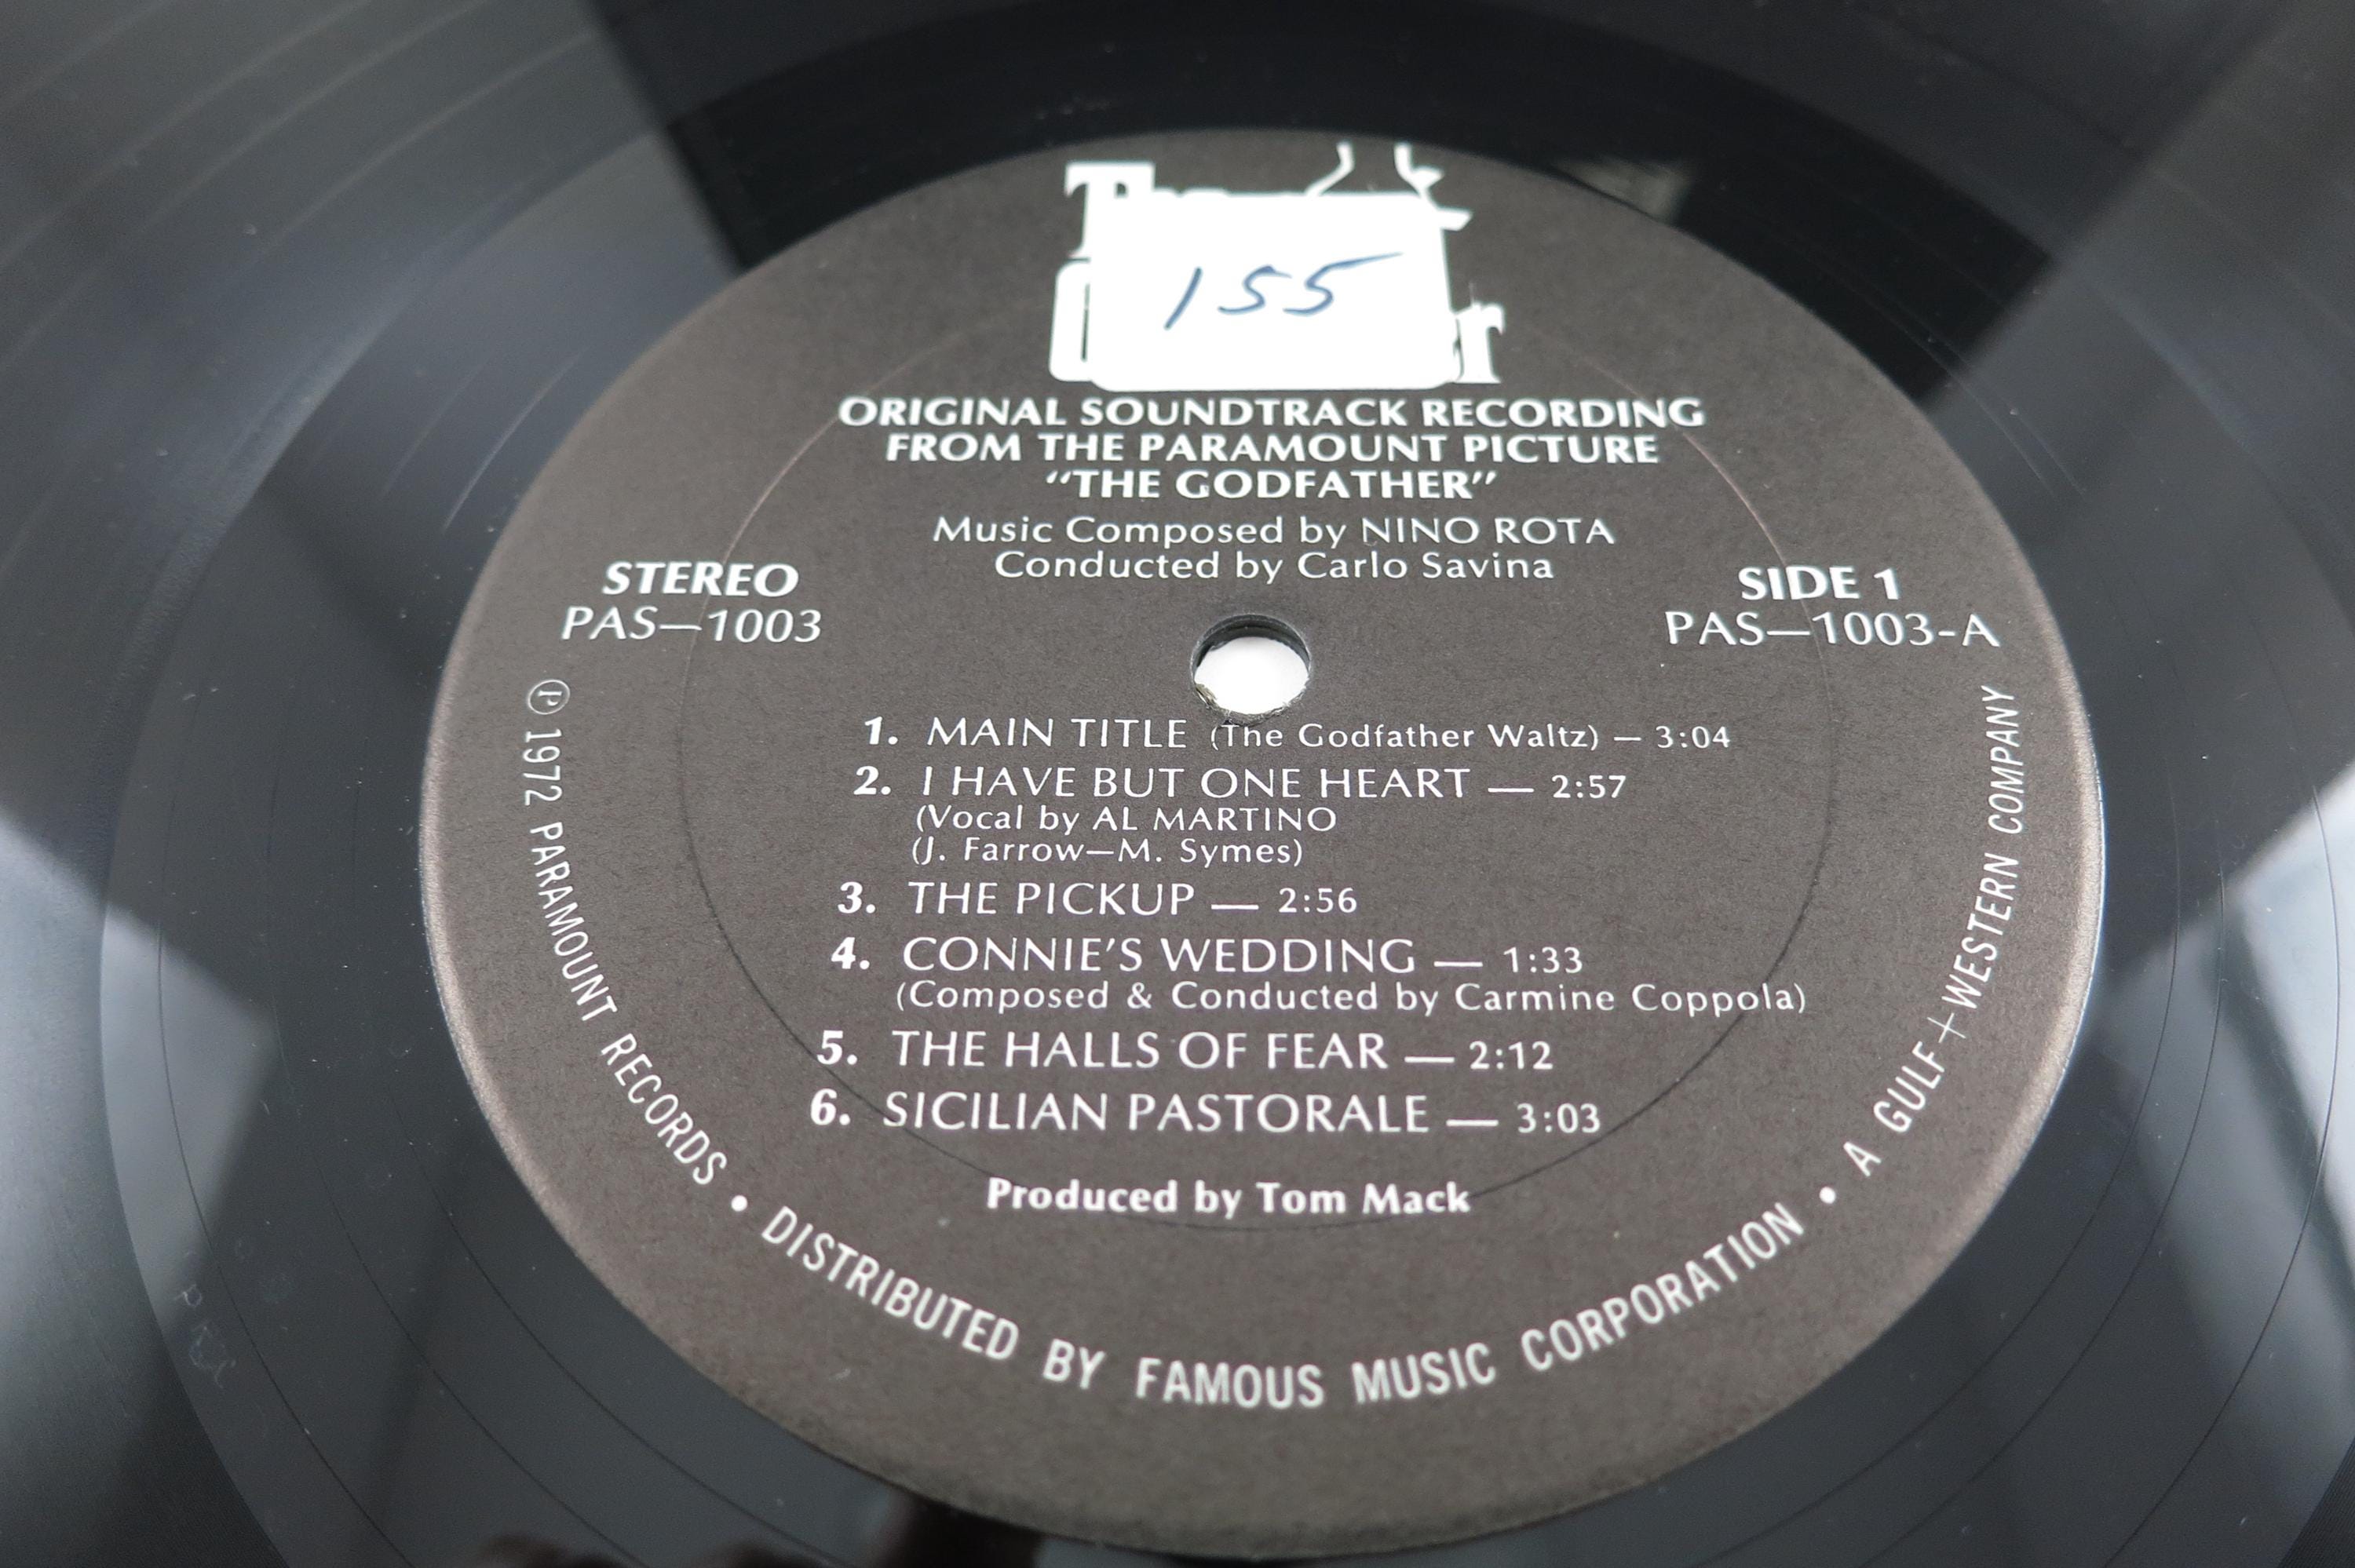 The
155
ORIGINAL SOUNDTRACK RECORDING
FROM THE PARAMOUNT PICTURE
“THE GODFATHER”
Music Composed by NINO ROTA
Conducted by Carlo Savina
STEREO
PAS—1003
SIDE 1
PAS—1003-A
1. MAIN TITLE (The Godfather Waltz) — 3:04
2. I HAVE BUT ONE HEART — 2:57
(Vocal by AL MARTINO
(J. Farrow—M. Symes)
3. THE PICKUP — 2:56
4. CONNIE'S WEDDING — 1:33
(Composed & Conducted by Carmine Coppola)
5. THE HALLS OF FEAR — 2:12
6. SICILIAN PASTORALE — 3:03
Produced by Tom Mack
℗ 1972 PARAMOUNT RECORDS • DISTRIBUTED BY FAMOUS MUSIC CORPORATION • A GULF+WESTERN COMPANY